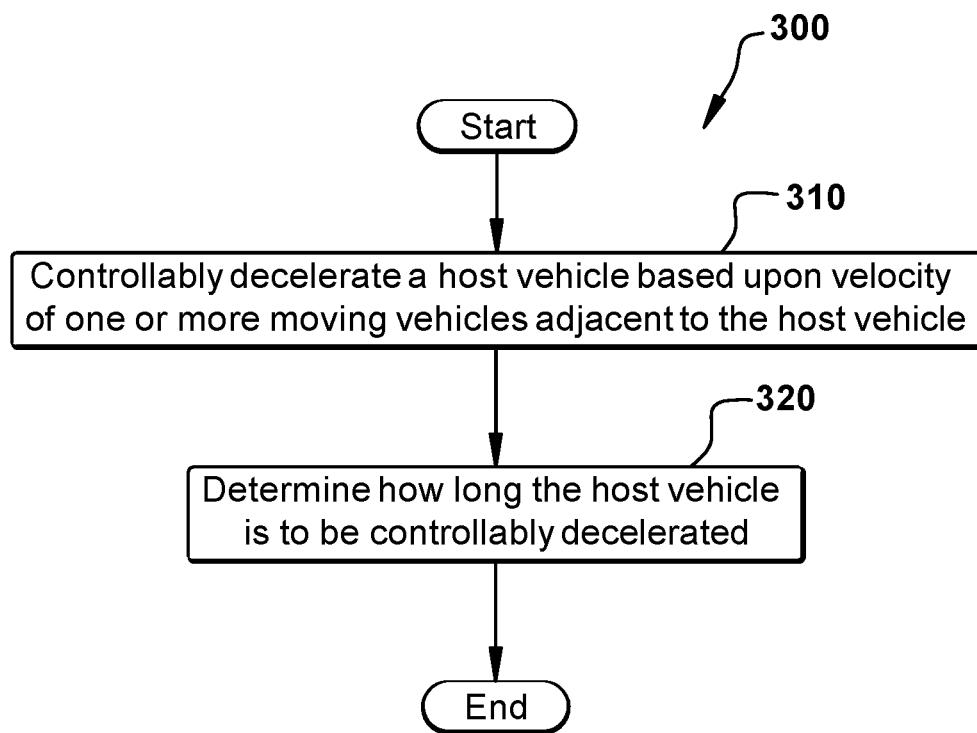 300
Start
310
Controllably decelerate a host vehicle based upon velocity
of one or more moving vehicles adjacent to the host vehicle
320
Determine how long the host vehicle
is to be controllably decelerated
End